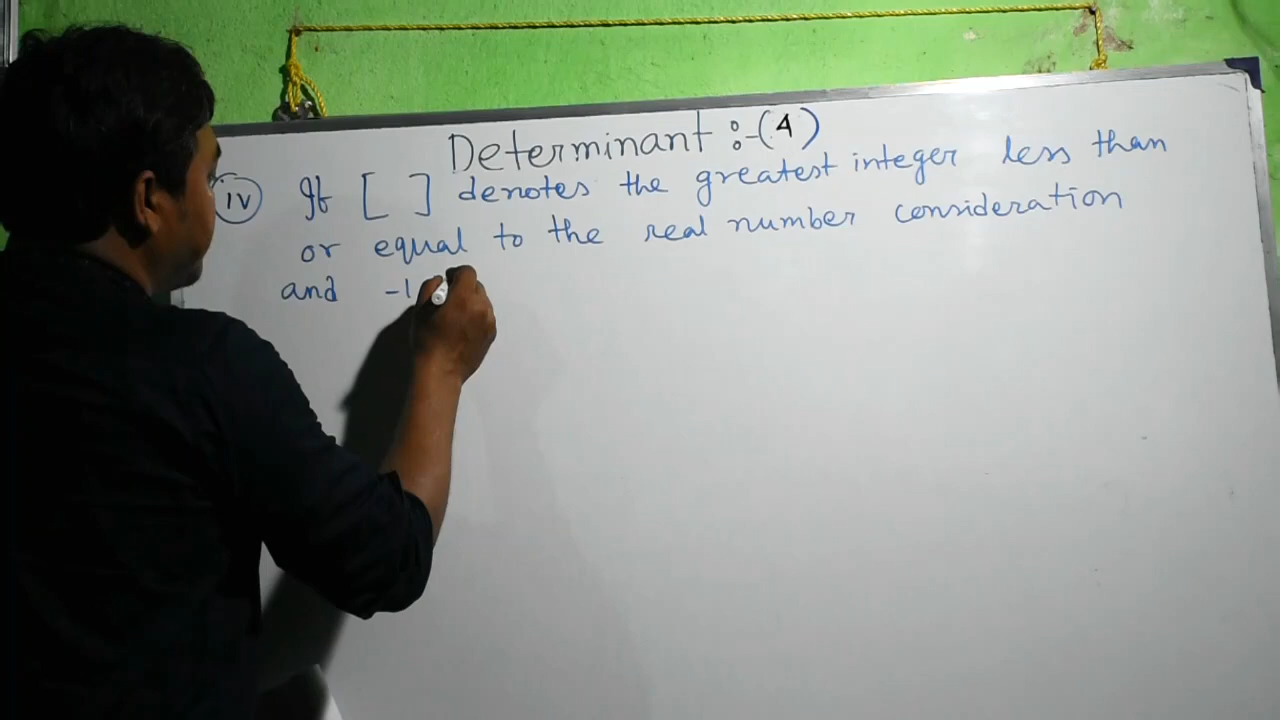 Determinant :-(4)
(iv) If [ ] denotes the greatest integer less than
or equal to the real number consideration
and -1